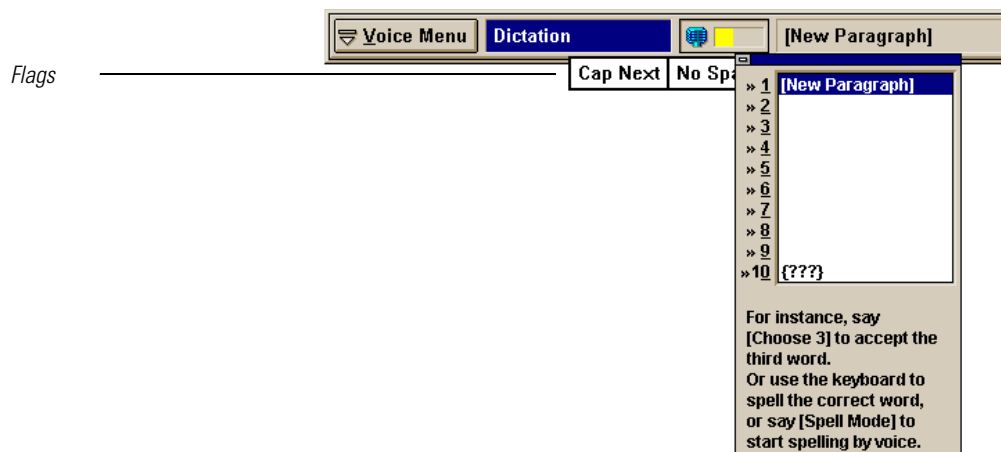 Voice Menu Dictation [New Paragraph]
Flags
Cap Next No Spa
» 1 [New Paragraph]
» 2
» 3
» 4
» 5
» 6
» 7
» 8
» 9
»10 {???}
For instance, say
[Choose 3] to accept the
third word.
Or use the keyboard to
spell the correct word,
or say [Spell Mode] to
start spelling by voice.